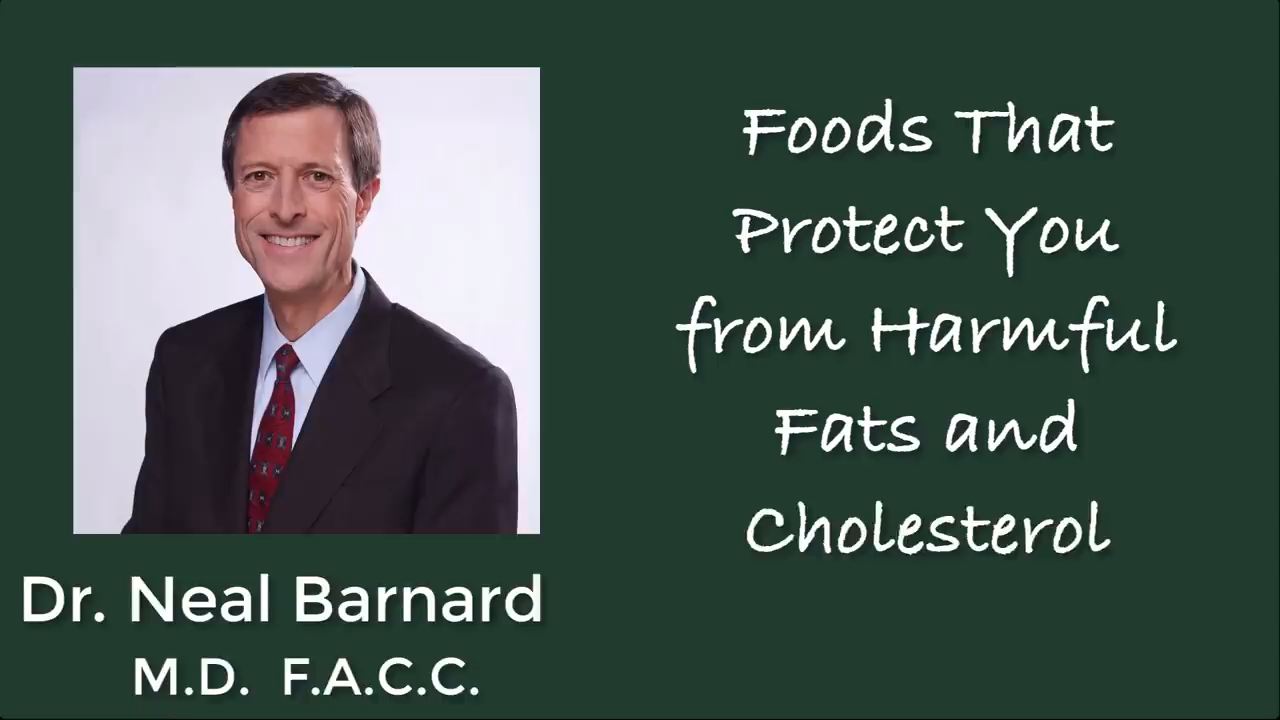 Foods That
Protect You
from Harmful
Fats and
Cholesterol
Dr. Neal Barnard
M.D. F.A.C.C.